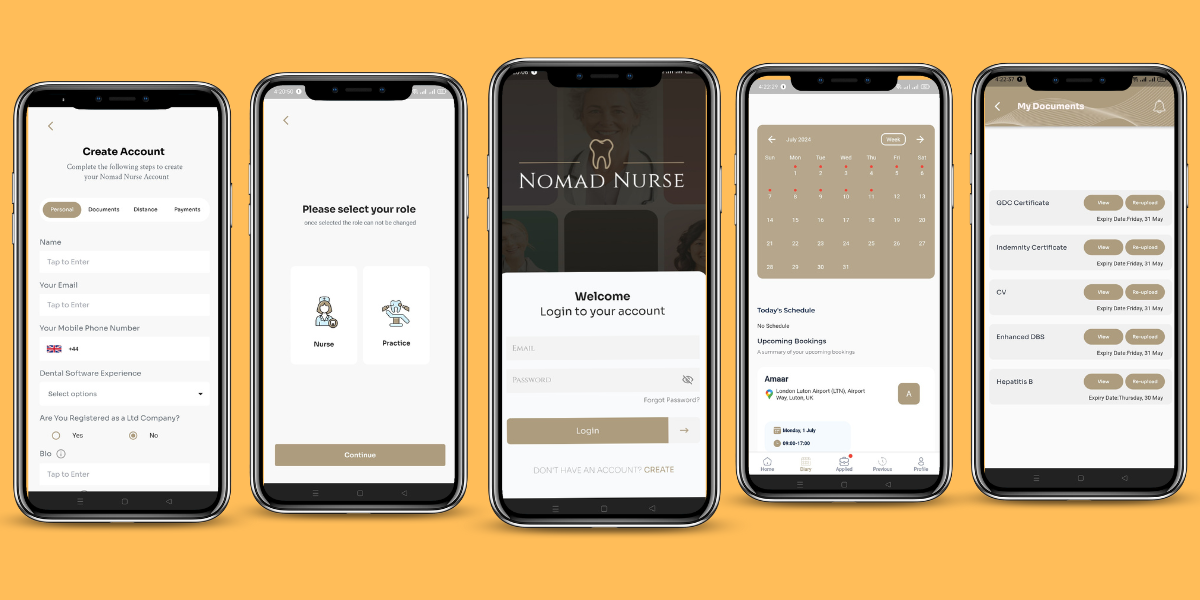 Create Account
Complete the following steps to create
your Nomad Nurse Account
Personal
Documents
Distance
Payments
Name
Tap to Enter
Your Email
Tap to Enter
Your Mobile Phone Number
+44
Dental Software Experience
Select options
Are You Registered as a Ltd Company?
Yes
No
Bio
Tap to Enter
Please select your role
once selected the role can not be changed
Nurse
Practice
Continue
NOMAD NURSE
Welcome
Login to your account
EMAIL
PASSWORD
Forgot Password?
Login
DON'T HAVE AN ACCOUNT? CREATE
July 2024
Week
Sun Mon Tue Wed Thu Fri Sat
1 2 3 4 5 6
7 8 9 10 11 12 13
14 15 16 17 18 19 20
21 22 23 24 25 26 27
28 29 30 31
Today's Schedule
No Schedule
Upcoming Bookings
A summary of your upcoming bookings
Amaar
London Luton Airport (LTN), Airport
Way, Luton, UK
A
Monday, 1 July
09:00-17:00
Home
Diary
Applied
Previous
Profile
4:22:37
My Documents
GDC Certificate
View
Re-upload
Expiry Date:Friday, 31 May
Indemnity Certificate
View
Re-upload
Expiry Date:Friday, 31 May
CV
View
Re-upload
Expiry Date:Friday, 31 May
Enhanced DBS
View
Re-upload
Expiry Date:Friday, 31 May
Hepatitis B
View
Re-upload
Expiry Date:Thursday, 30 May